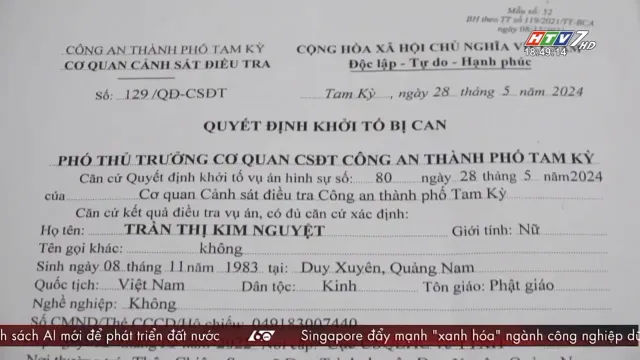 Mẫu số: 52
BH theo TT số 119/2021/TT-BCA
HTV7 HD
18:49:14
CÔNG AN THÀNH PHỐ TAM KỲ
CƠ QUAN CẢNH SÁT ĐIỀU TRA
CỘNG HÒA XÃ HỘI CHỦ NGHĨA
Độc lập - Tự do - Hạnh phúc
Số: 129/QĐ-CSĐT
Tam Kỳ, ngày 28 tháng 5 năm 2024
QUYẾT ĐỊNH KHỞI TỐ BỊ CAN
PHÓ THỦ TRƯỞNG CƠ QUAN CSĐT CÔNG AN THÀNH PHỐ TAM KỲ
Căn cứ Quyết định khởi tố vụ án hình sự số: 80 ngày 28 tháng 5 năm 2024
của Cơ quan Cảnh sát điều tra Công an thành phố Tam Kỳ
Căn cứ kết quả điều tra vụ án, có đủ căn cứ xác định:
Họ tên: TRẦN THỊ KIM NGUYỆT Giới tính: Nữ
Tên gọi khác: không
Sinh ngày 08 tháng 11 năm 1983 tại: Duy Xuyên, Quảng Nam
Quốc tịch: Việt Nam Dân tộc: Kinh Tôn giáo: Phật giáo
Nghề nghiệp: Không
Số CMND/Thẻ CCCD/Hộ chiếu: 049183007440
h sách AI mới để phát triển đất nước 60 Singapore đẩy mạnh "xanh hóa" ngành công nghiệp dữ